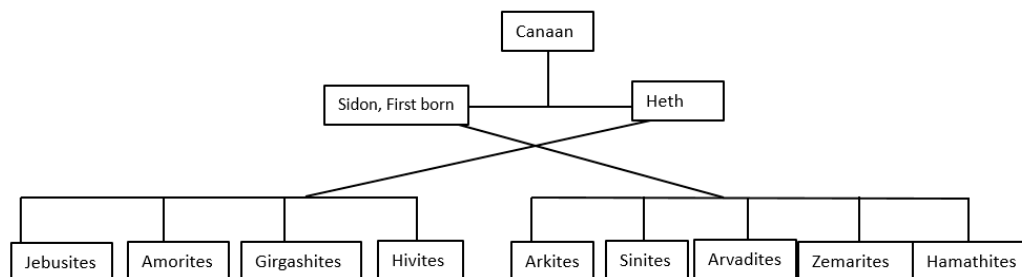 Canaan
Sidon, First born
Heth
Jebusites
Amorites
Girgashites
Hivites
Arkites
Sinites
Arvadites
Zemarites
Hamathites